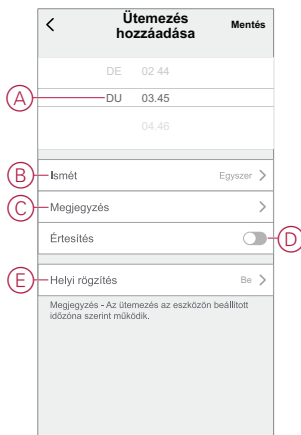 Ütemezés
hozzáadása
Mentés
DE 02 44
A
DU 03.45
04.46
B
Ismét
Egyszer
C
Megjegyzés
Értesítés
D
E
Helyi rögzítés
Be
Megjegyzés - Az ütemezés az eszközön beállított
időzóna szerint működik.